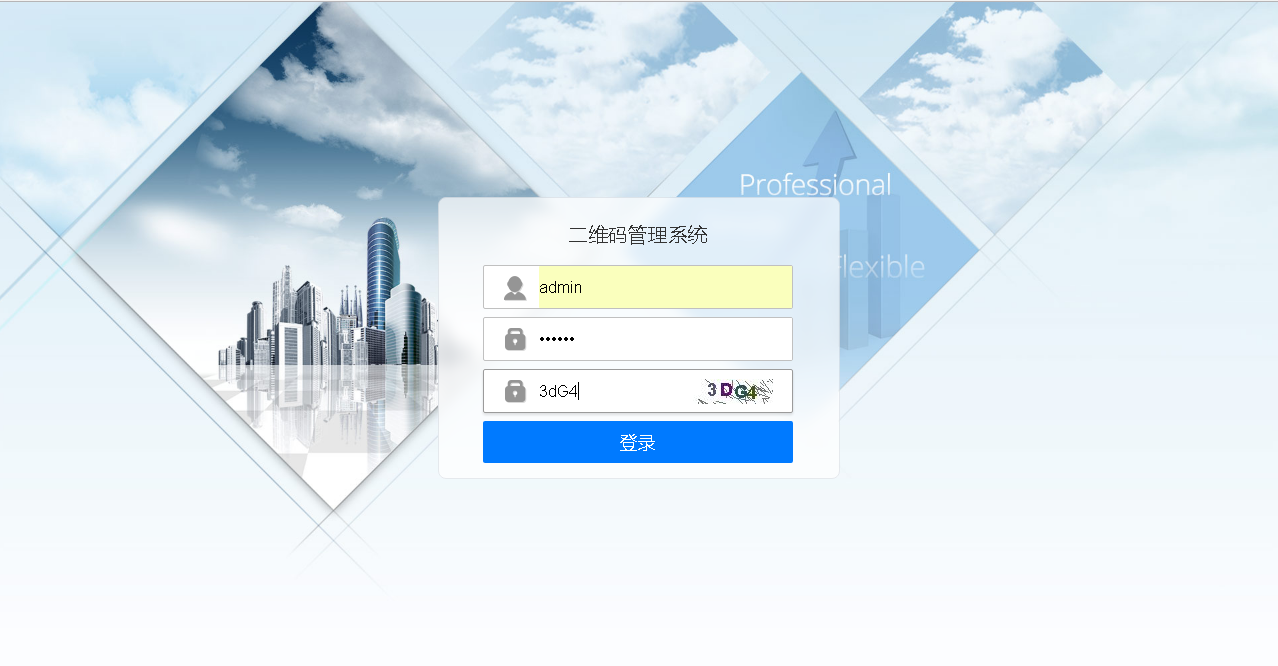 Professional
Flexible
二维码管理系统
admin
••••••
3dG4
3DG4
登录